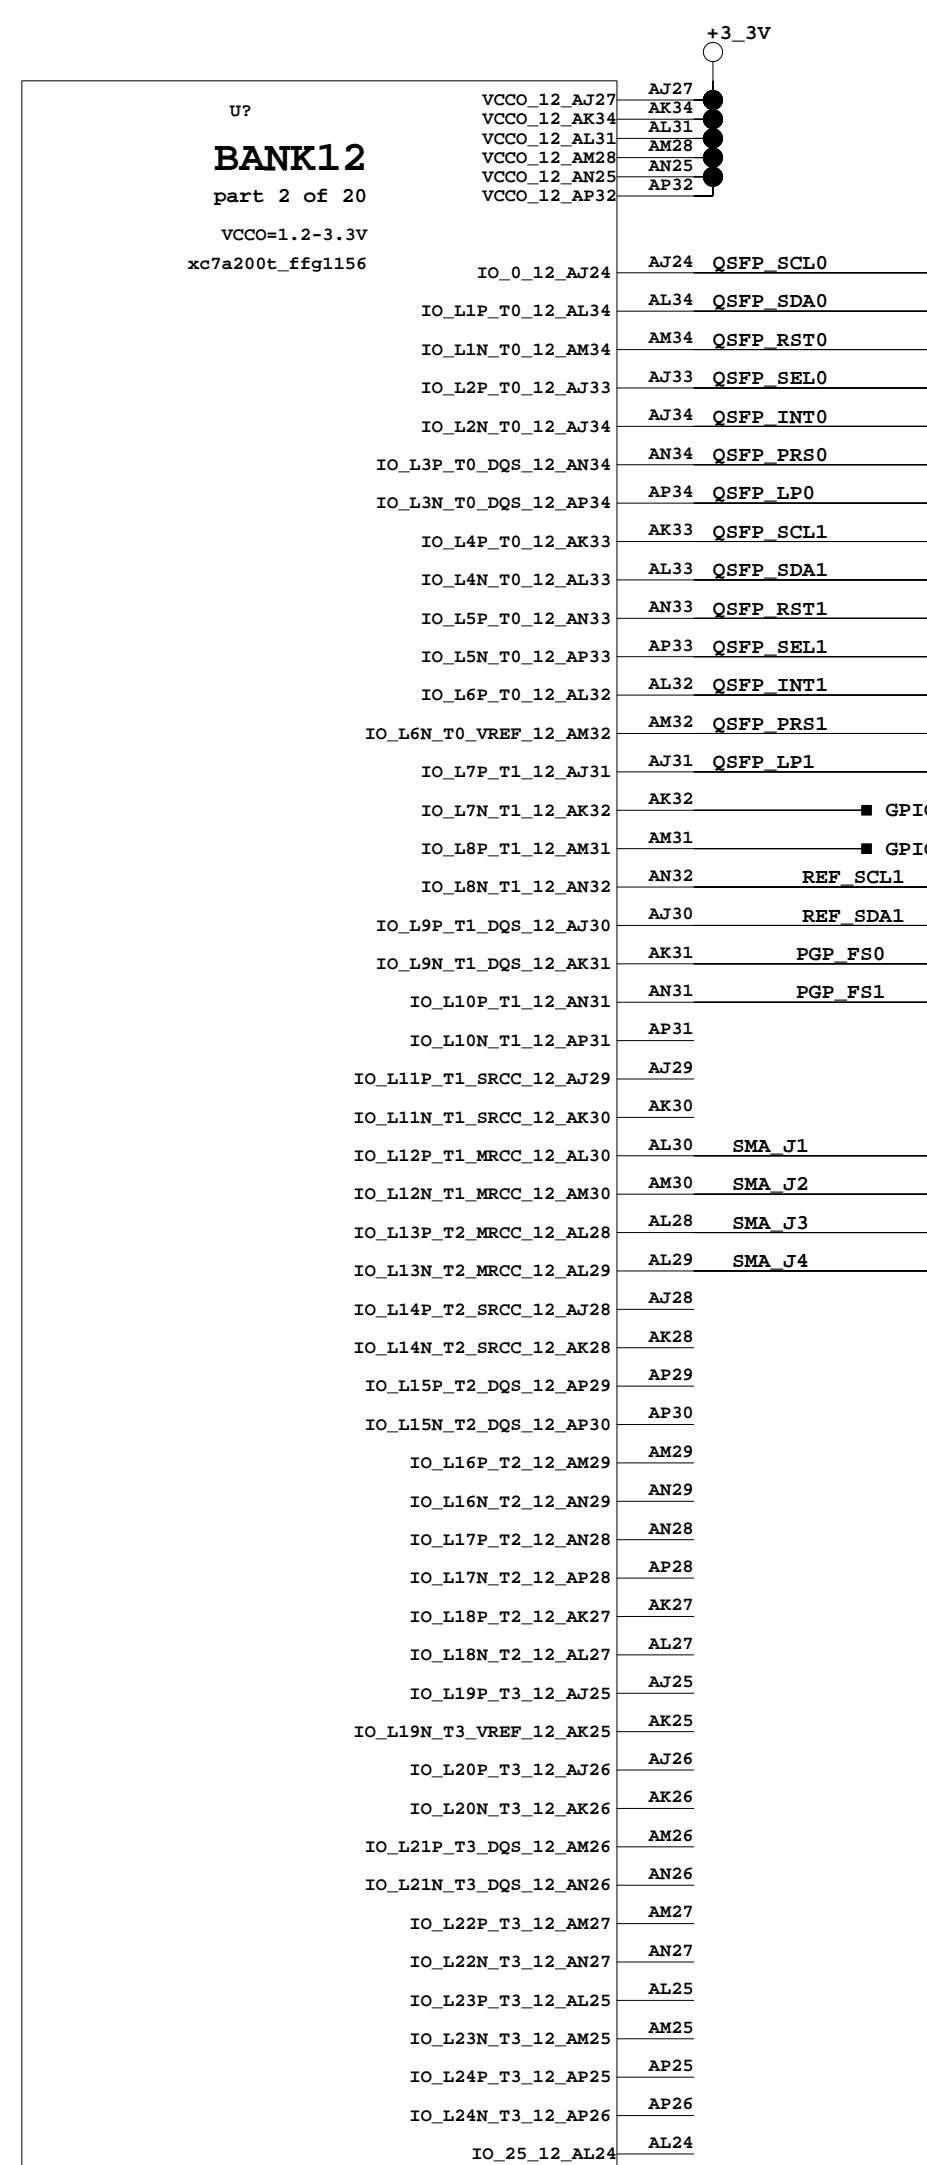 +3_3V
U?
BANK12
part 2 of 20
VCCO=1.2-3.3V
xc7a200t_ffg1156
VCCO_12_AJ27 AJ27
VCCO_12_AK34 AK34
VCCO_12_AL31 AL31
VCCO_12_AM28 AM28
VCCO_12_AN25 AN25
VCCO_12_AP32 AP32
IO_0_12_AJ24 AJ24 QSFP_SCL0
IO_L1P_T0_12_AL34 AL34 QSFP_SDA0
IO_L1N_T0_12_AM34 AM34 QSFP_RST0
IO_L2P_T0_12_AJ33 AJ33 QSFP_SEL0
IO_L2N_T0_12_AJ34 AJ34 QSFP_INT0
IO_L3P_T0_DQS_12_AN34 AN34 QSFP_PRS0
IO_L3N_T0_DQS_12_AP34 AP34 QSFP_LP0
IO_L4P_T0_12_AK33 AK33 QSFP_SCL1
IO_L4N_T0_12_AL33 AL33 QSFP_SDA1
IO_L5P_T0_12_AN33 AN33 QSFP_RST1
IO_L5N_T0_12_AP33 AP33 QSFP_SEL1
IO_L6P_T0_12_AL32 AL32 QSFP_INT1
IO_L6N_T0_VREF_12_AM32 AM32 QSFP_PRS1
IO_L7P_T1_12_AJ31 AJ31 QSFP_LP1
IO_L7N_T1_12_AK32 AK32
IO_L8P_T1_12_AM31 AM31
IO_L8N_T1_12_AN32 AN32 REF_SCL1
IO_L9P_T1_DQS_12_AJ30 AJ30 REF_SDA1
IO_L9N_T1_DQS_12_AK31 AK31 PGP_FS0
IO_L10P_T1_12_AN31 AN31 PGP_FS1
IO_L10N_T1_12_AP31 AP31
IO_L11P_T1_SRCC_12_AJ29 AJ29
IO_L11N_T1_SRCC_12_AK30 AK30
IO_L12P_T1_MRCC_12_AL30 AL30 SMA_J1
IO_L12N_T1_MRCC_12_AM30 AM30 SMA_J2
IO_L13P_T2_MRCC_12_AL28 AL28 SMA_J3
IO_L13N_T2_MRCC_12_AL29 AL29 SMA_J4
IO_L14P_T2_SRCC_12_AJ28 AJ28
IO_L14N_T2_SRCC_12_AK28 AK28
IO_L15P_T2_DQS_12_AP29 AP29
IO_L15N_T2_DQS_12_AP30 AP30
IO_L16P_T2_12_AM29 AM29
IO_L16N_T2_12_AN29 AN29
IO_L17P_T2_12_AN28 AN28
IO_L17N_T2_12_AP28 AP28
IO_L18P_T2_12_AK27 AK27
IO_L18N_T2_12_AL27 AL27
IO_L19P_T3_12_AJ25 AJ25
IO_L19N_T3_VREF_12_AK25 AK25
IO_L20P_T3_12_AJ26 AJ26
IO_L20N_T3_12_AK26 AK26
IO_L21P_T3_DQS_12_AM26 AM26
IO_L21N_T3_DQS_12_AN26 AN26
IO_L22P_T3_12_AM27 AM27
IO_L22N_T3_12_AN27 AN27
IO_L23P_T3_12_AL25 AL25
IO_L23N_T3_12_AM25 AM25
IO_L24P_T3_12_AP25 AP25
IO_L24N_T3_12_AP26 AP26
IO_25_12_AL24 AL24